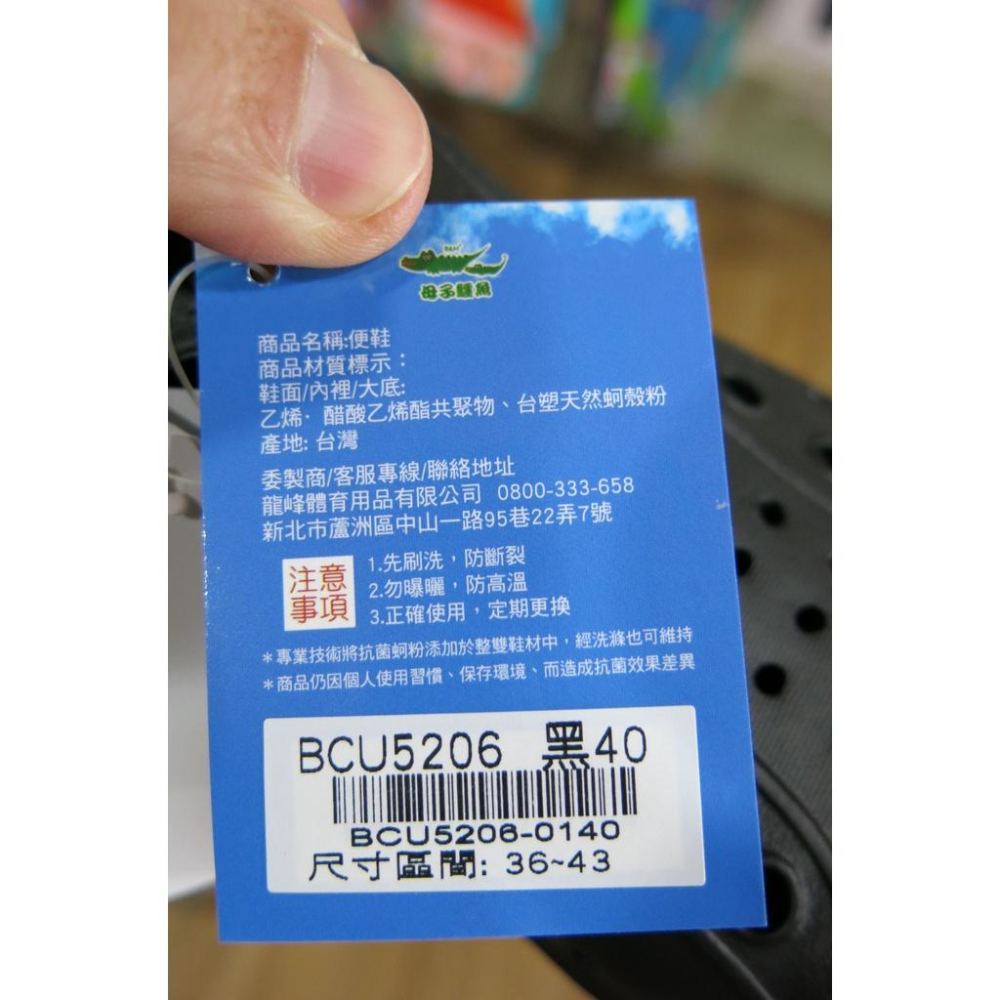 母子鱷魚
商品名稱:便鞋
商品材質標示：
鞋面/內裡/大底:
乙烯· 醋酸乙烯酯共聚物、台塑天然蚵殼粉
產地: 台灣
委製商/客服專線/聯絡地址
龍峰體育用品有限公司 0800-333-658
新北市蘆洲區中山一路95巷22弄7號
注意
事項
1.先刷洗，防斷裂
2.勿曝曬，防高溫
3.正確使用，定期更換
*專業技術將抗菌蚵粉添加於整雙鞋材中，經洗滌也可維持
*商品仍因個人使用習慣、保存環境、而造成抗菌效果差異
BCU5206 黑40
BCU5206-0140
尺寸區間: 36~43